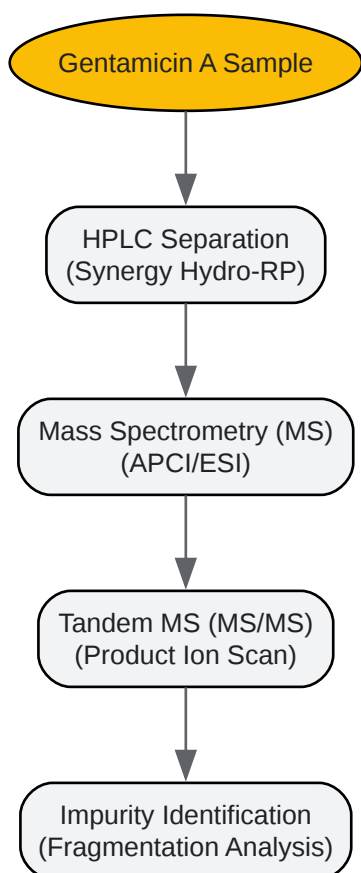 Gentamicin A Sample
HPLC Separation
(Synergy Hydro-RP)
Mass Spectrometry (MS)
(APCI/ESI)
Tandem MS (MS/MS)
(Product Ion Scan)
Impurity Identification
(Fragmentation Analysis)